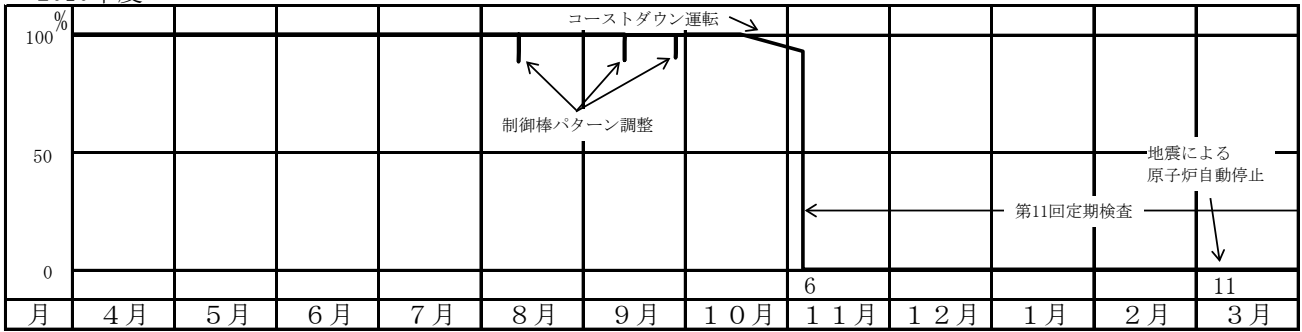 %
コーストダウン運転
100
制御棒パターン調整
50
地震による
原子炉自動停止
第11回定期検査
0
6
11
月 4月 5月 6月 7月 8月 9月 10月 11月 12月 1月 2月 3月